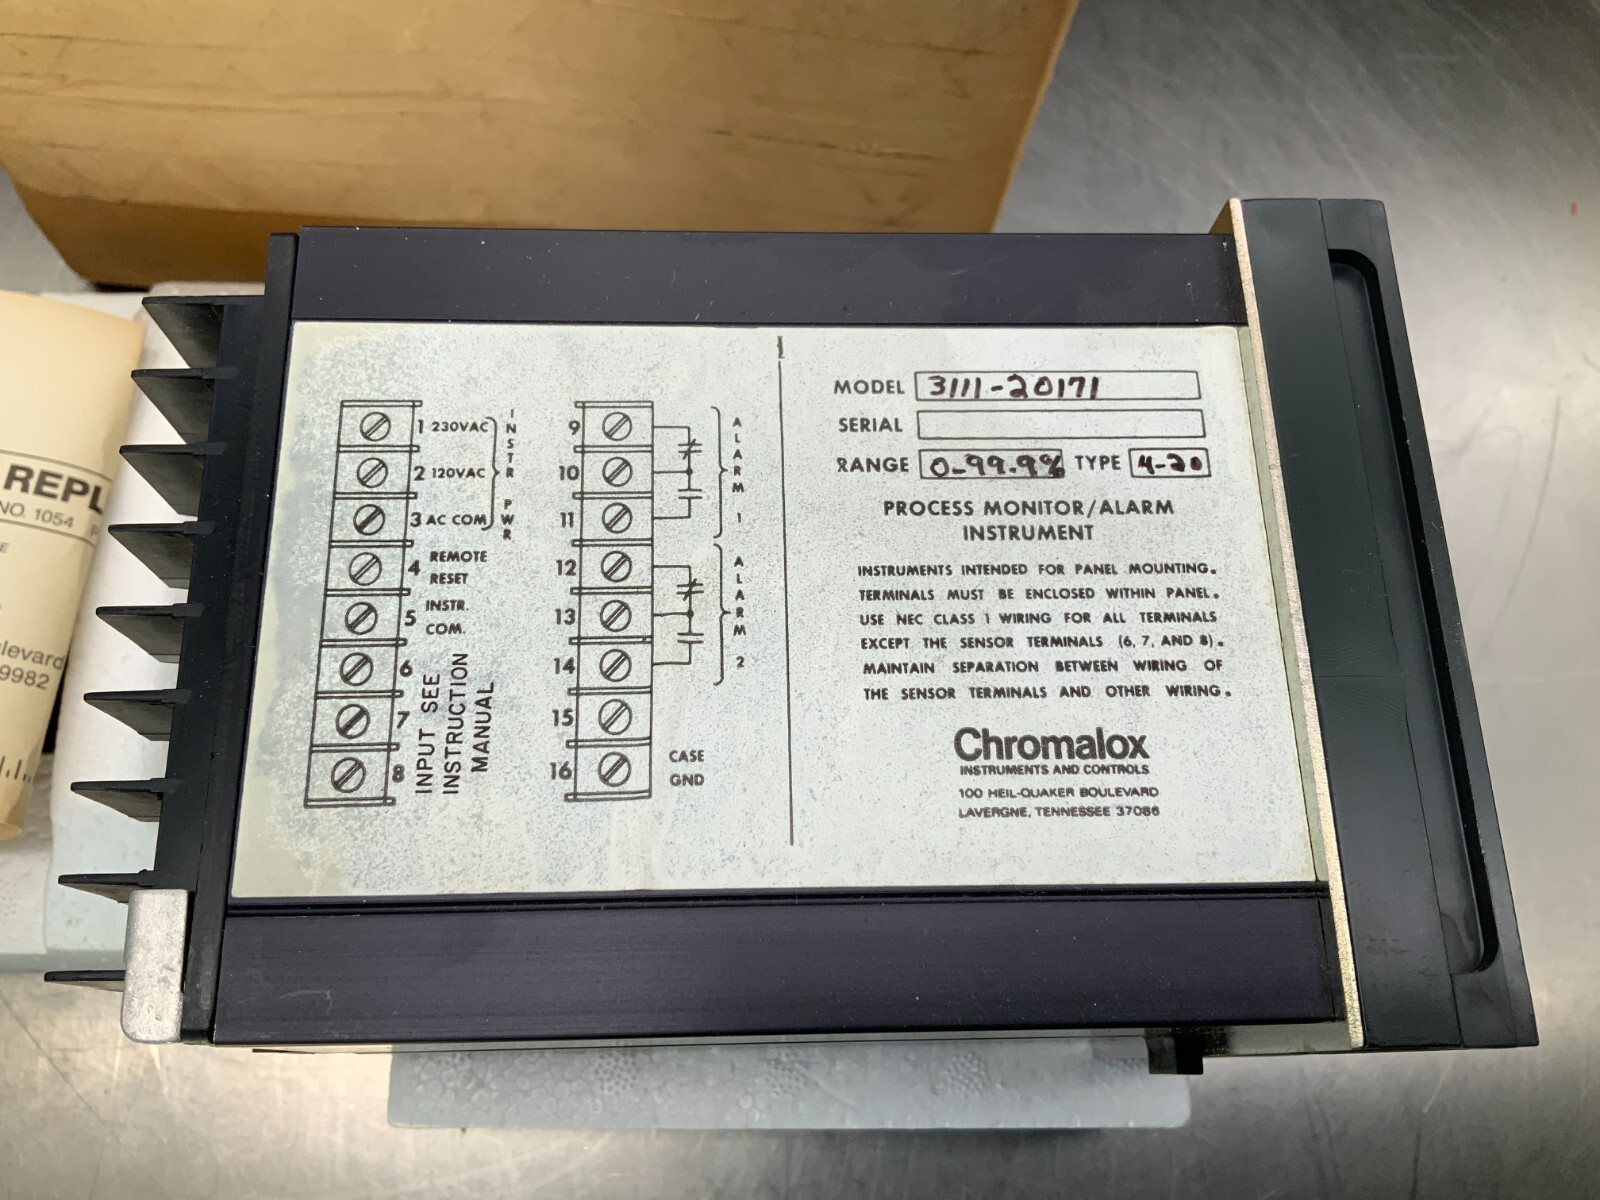 REPL
NO. 1054 P
E
ulevard
9982
1 230VAC
2 120VAC
3 AC COM
INSTR PWR
4 REMOTE
RESET
5 INSTR.
COM.
6
7
8
INPUT SEE
INSTRUCTION
MANUAL
9
10
11
ALARM 1
12
13
14
ALARM 2
15
16 CASE
GND
MODEL 3111-20171
SERIAL
RANGE 0-99.9% TYPE 4-20
PROCESS MONITOR/ALARM
INSTRUMENT
INSTRUMENTS INTENDED FOR PANEL MOUNTING.
TERMINALS MUST BE ENCLOSED WITHIN PANEL.
USE NEC CLASS 1 WIRING FOR ALL TERMINALS
EXCEPT THE SENSOR TERMINALS (6, 7, AND 8).
MAINTAIN SEPARATION BETWEEN WIRING OF
THE SENSOR TERMINALS AND OTHER WIRING.
Chromalox
INSTRUMENTS AND CONTROLS
100 HEIL-QUAKER BOULEVARD
LAVERGNE, TENNESSEE 37086